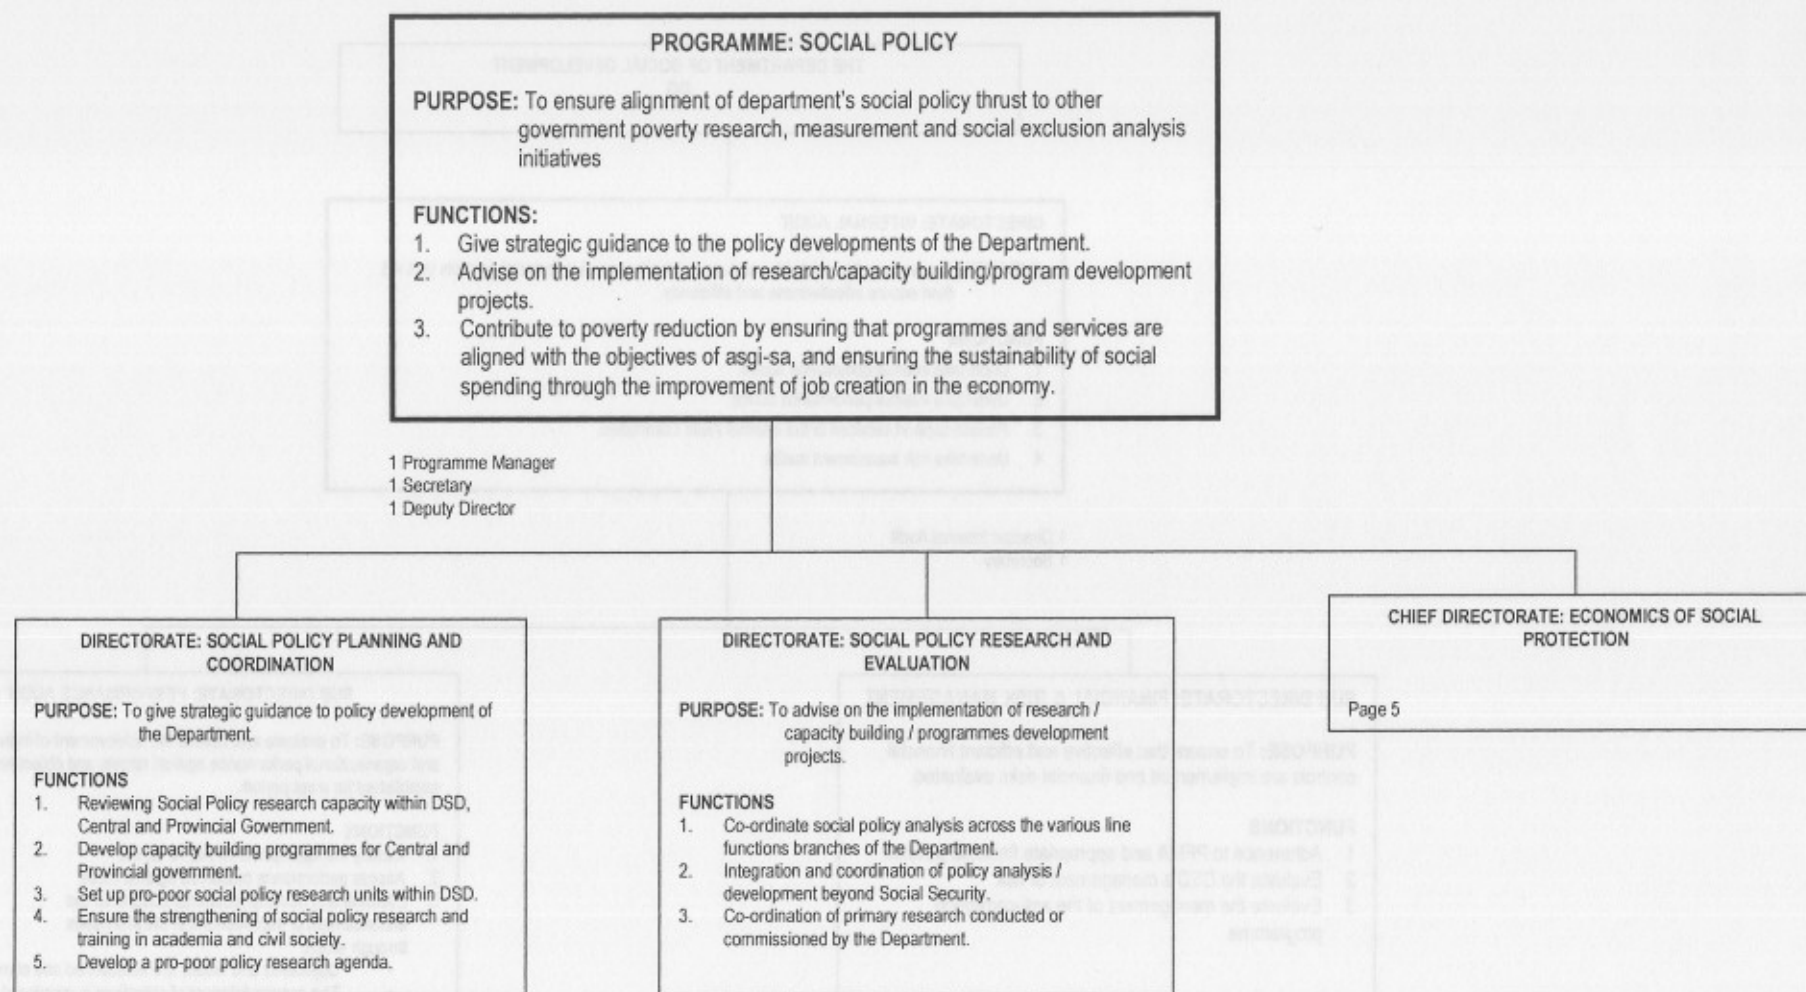 PROGRAMME: SOCIAL POLICY
PURPOSE: To ensure alignment of department's social policy thrust to other
government poverty research, measurement and social exclusion analysis
initiatives
FUNCTIONS:
1. Give strategic guidance to the policy developments of the Department.
2. Advise on the implementation of research/capacity building/program development
projects.
3. Contribute to poverty reduction by ensuring that programmes and services are
aligned with the objectives of asgi-sa, and ensuring the sustainability of social
spending through the improvement of job creation in the economy.
1 Programme Manager
1 Secretary
1 Deputy Director
DIRECTORATE: SOCIAL POLICY PLANNING AND
COORDINATION
PURPOSE: To give strategic guidance to policy development of
the Department.
FUNCTIONS
1. Reviewing Social Policy research capacity within DSD,
Central and Provincial Government.
2. Develop capacity building programmes for Central and
Provincial government.
3. Set up pro-poor social policy research units within DSD.
4. Ensure the strengthening of social policy research and
training in academia and civil society.
5. Develop a pro-poor policy research agenda.
DIRECTORATE: SOCIAL POLICY RESEARCH AND
EVALUATION
PURPOSE: To advise on the implementation of research /
capacity building / programmes development
projects.
FUNCTIONS
1. Co-ordinate social policy analysis across the various line
functions branches of the Department.
2. Integration and coordination of policy analysis /
development beyond Social Security.
3. Co-ordination of primary research conducted or
commissioned by the Department.
CHIEF DIRECTORATE: ECONOMICS OF SOCIAL
PROTECTION
Page 5